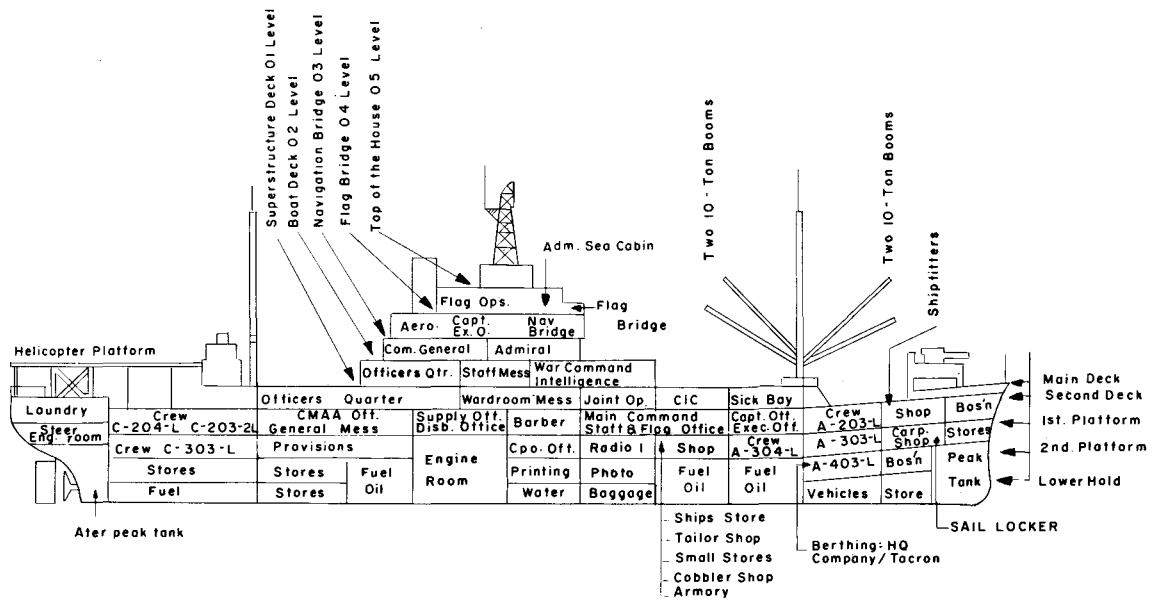 Superstructure Deck 01 Level
Boat Deck 02 Level
Navigation Bridge 03 Level
Flag Bridge 04 Level
Top of the House 05 Level
Adm. Sea Cabin
Two 10-Ton Booms
Two 10-Ton Booms
Shipfitters
Flag Ops.
Flag
Bridge
Aero.
Capt.
Ex. O.
Nav
Bridge
Com. General
Admiral
Helicopter Platform
Officers Qtr.
Staff Mess
War Command
Intelligence
Officers Quarter
Wardroom Mess
Joint Op.
CIC
Sick Bay
Main Deck
Second Deck
1st. Platform
2nd. Platform
Lower Hold
Loundry
Steer
Eng. room
Crew
C-204-L C-203-2L
CMAA Off.
General Mess
Supply Off.
Disb. Office
Barber
Main Command
Staff & Flag Office
Capt. Off.
Exec. Off.
Crew
A-203-L
Shop
Bos'n
Stores
Crew C-303-L
Provisions
Engine
Room
Cpo. Off.
Radio 1
Shop
Crew
A-304-L
A-303-L
Carp.
Shop
Peak
Tank
Stores
Stores
Fuel
Oil
Printing
Photo
Fuel
Oil
Fuel
Oil
A-403-L
Bos'n
Fuel
Stores
Water
Baggage
Vehicles
Store
Ater peak tank
Ships Store
Tailor Shop
Small Stores
Cobbler Shop
Armory
Berthing: HQ
Company/Tacron
SAIL LOCKER